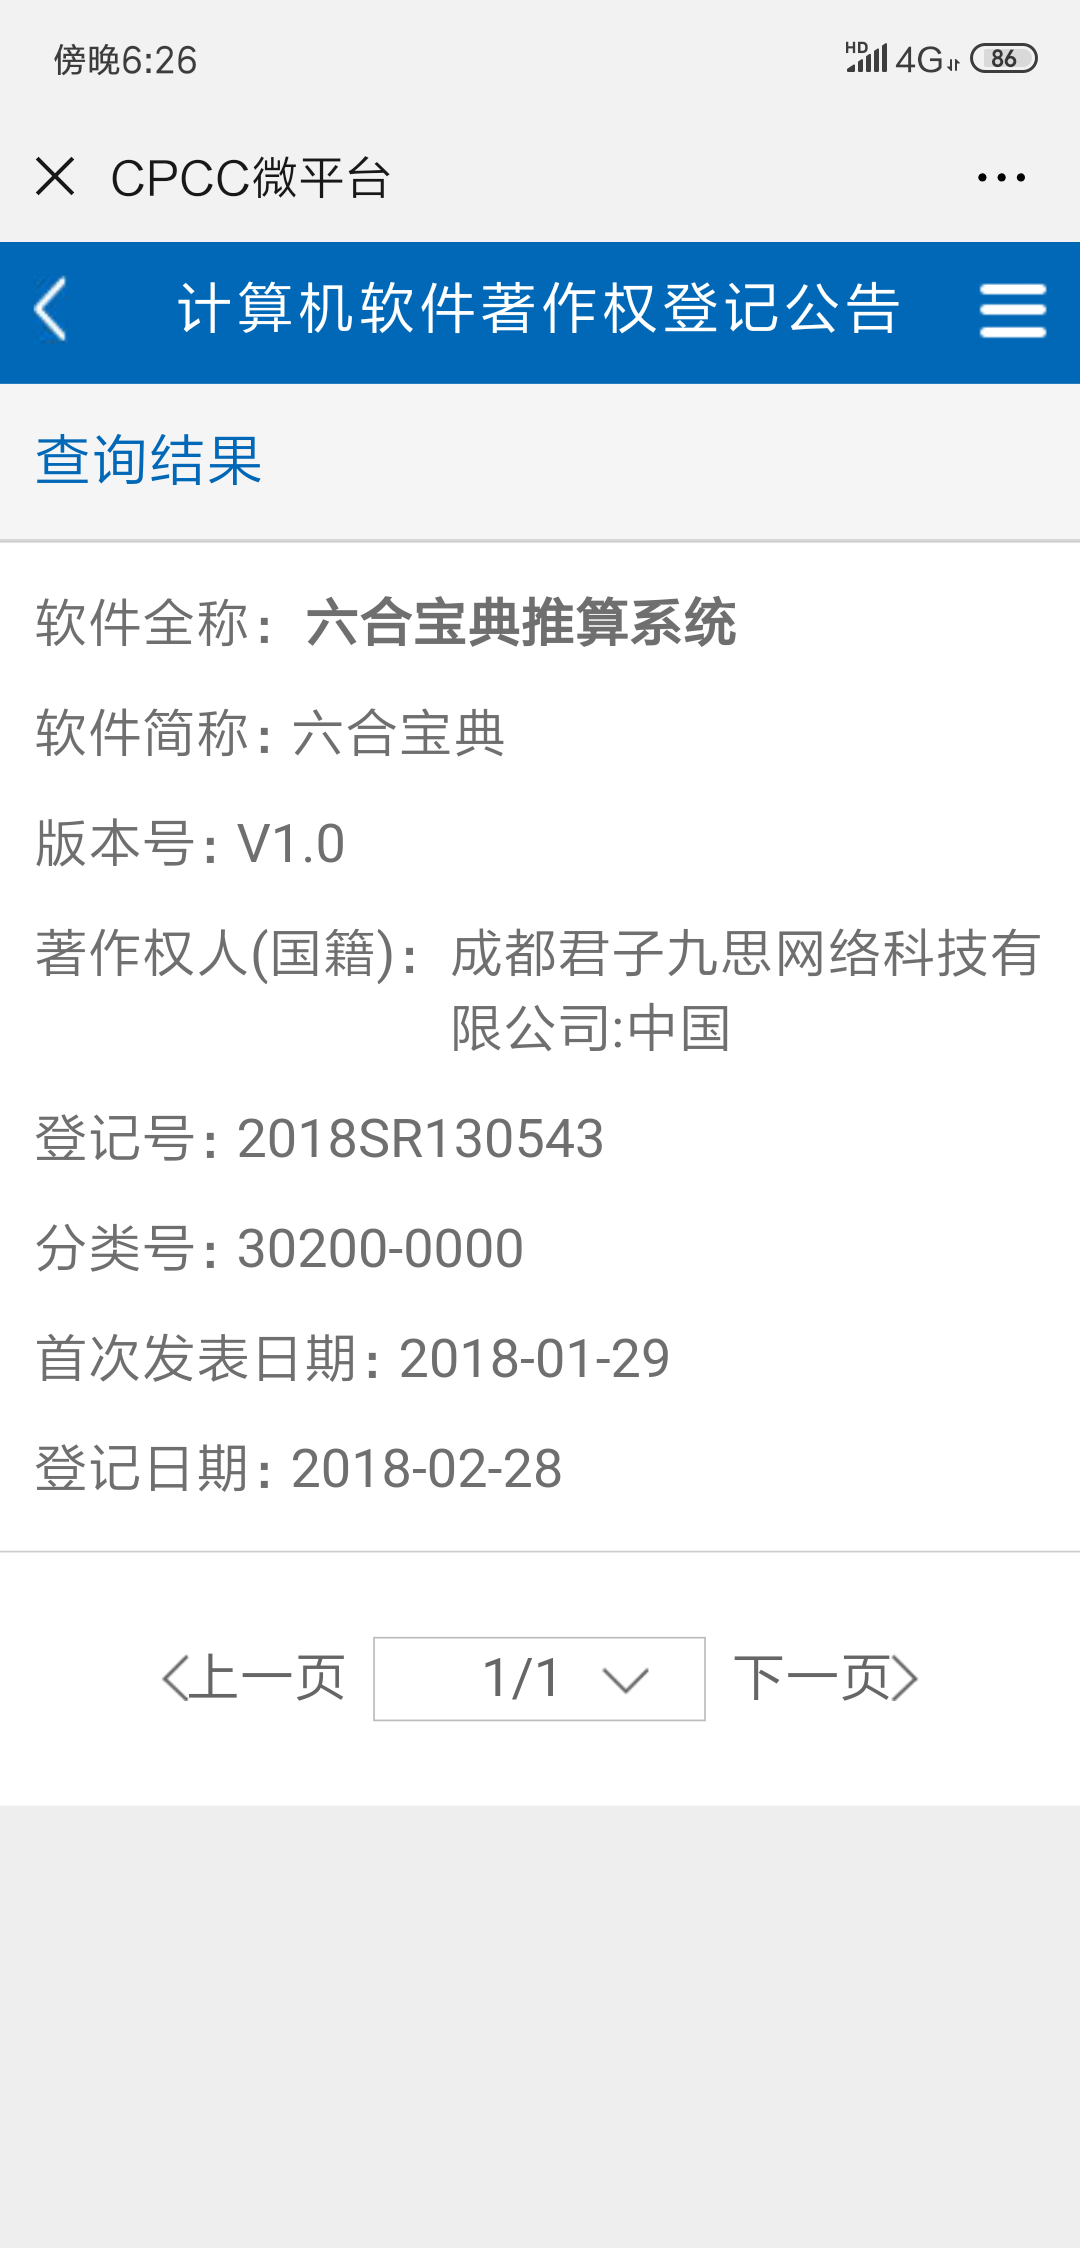 傍晚6:26 HD 4G 86
CPCC微平台
计算机软件著作权登记公告
查询结果
软件全称：六合宝典推算系统
软件简称：六合宝典
版本号：V1.0
著作权人(国籍)：成都君子九思网络科技有
限公司:中国
登记号：2018SR130543
分类号：30200-0000
首次发表日期：2018-01-29
登记日期：2018-02-28
上一页 1/1 下一页